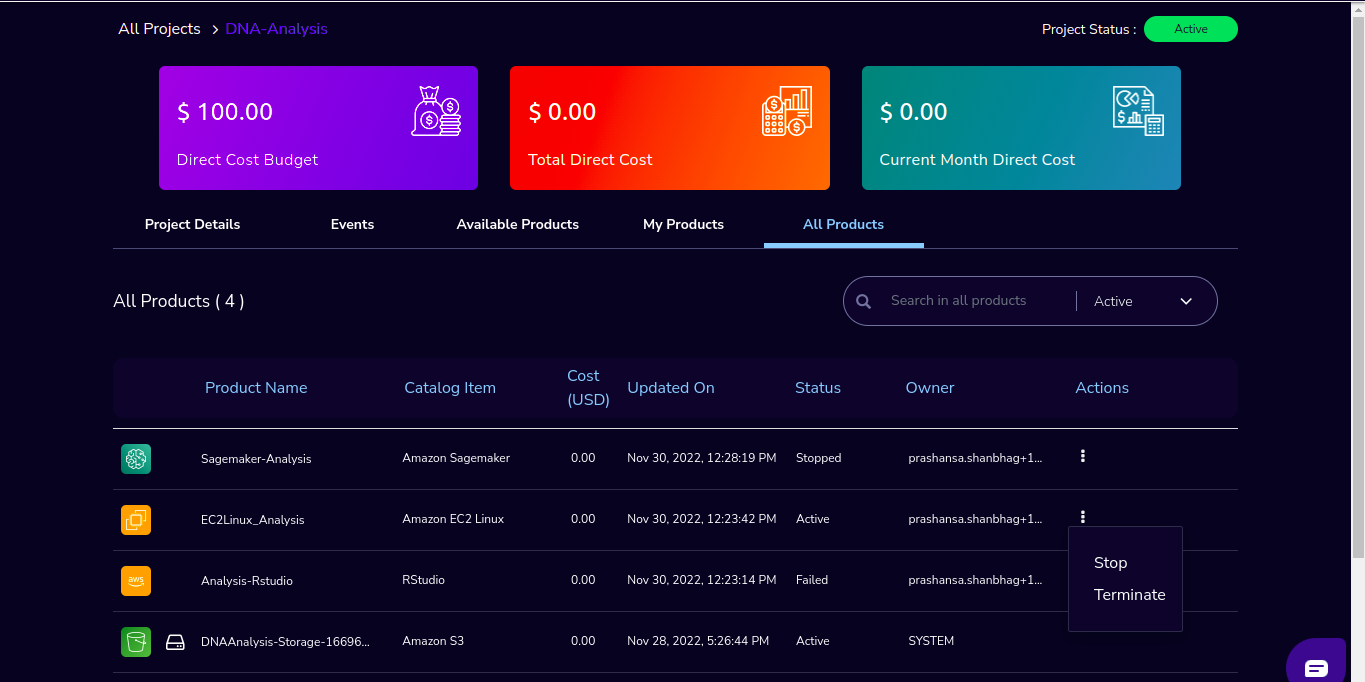 All Projects > DNA-Analysis
Project Status : Active
$ 100.00
Direct Cost Budget
$ 0.00
Total Direct Cost
$ 0.00
Current Month Direct Cost
Project Details Events Available Products My Products All Products
All Products ( 4 )
Search in all products Active
Product Name Catalog Item Cost (USD) Updated On Status Owner Actions
Sagemaker-Analysis Amazon Sagemaker 0.00 Nov 30, 2022, 12:28:19 PM Stopped prashansa.shanbhag+1...
EC2Linux_Analysis Amazon EC2 Linux 0.00 Nov 30, 2022, 12:23:42 PM Active prashansa.shanbhag+1...
Stop
Terminate
aws Analysis-Rstudio RStudio 0.00 Nov 30, 2022, 12:23:14 PM Failed prashansa.shanbhag+1...
DNAAnalysis-Storage-16696... Amazon S3 0.00 Nov 28, 2022, 5:26:44 PM Active SYSTEM